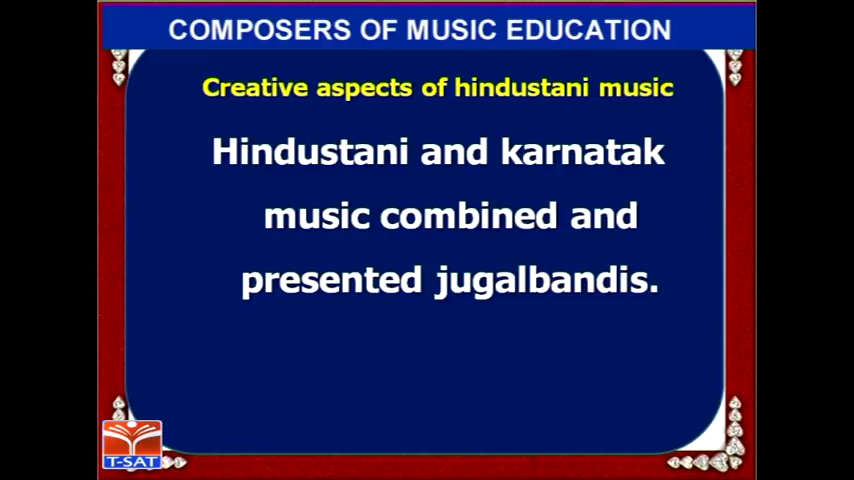 COMPOSERS OF MUSIC EDUCATION
Creative aspects of hindustani music
Hindustani and karnatak
music combined and
presented jugalbandis.
T-SAT